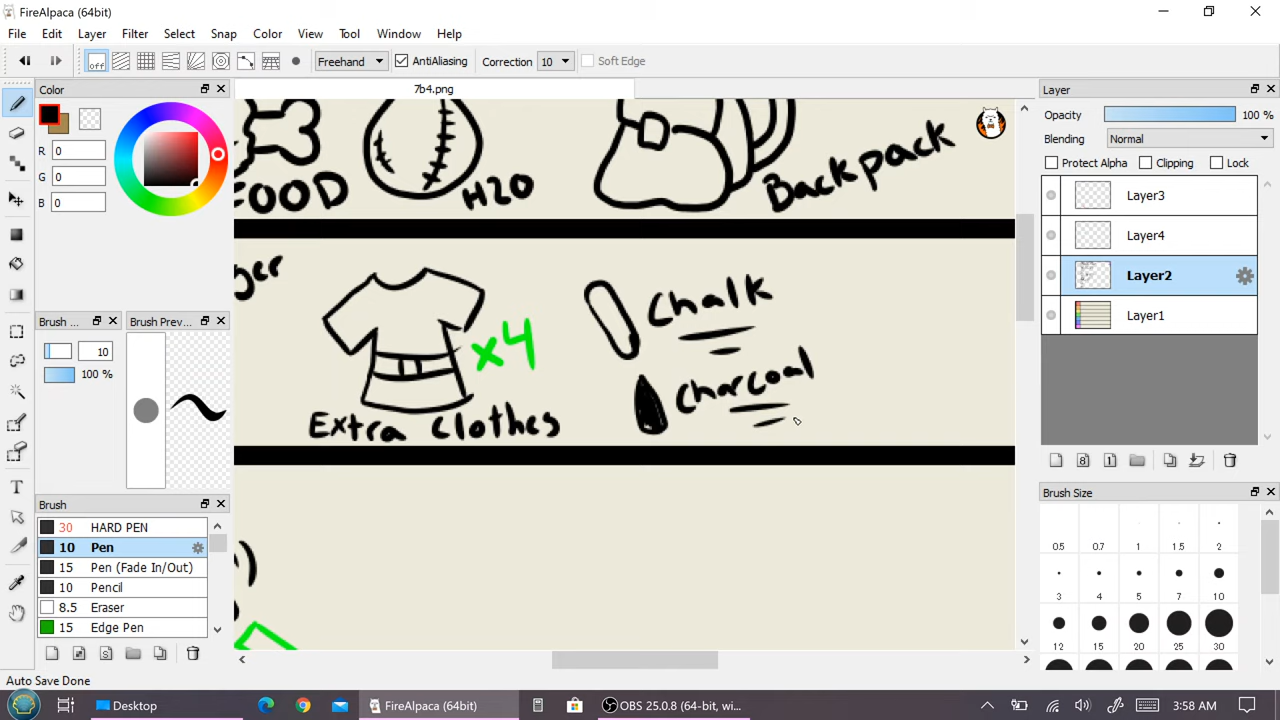 FireAlpaca (64bit)
File Edit Layer Filter Select Snap Color View Tool Window Help
off Freehand AntiAliasing Correction 10 Soft Edge
Color
7b4.png
Layer
R 0
G 0
B 0
Opacity 100 %
Blending Normal
Protect Alpha Clipping Lock
Layer3
Layer4
Layer2
Layer1
FOOD
H2O
Backpack
Extra Clothes
x4
Chalk
Charcoal
Brush ...
10
100 %
Brush Prev...
Brush
30 HARD PEN
10 Pen
15 Pen (Fade In/Out)
10 Pencil
8.5 Eraser
15 Edge Pen
Brush Size
0.5 0.7 1 1.5 2
3 4 5 7 10
12 15 20 25 30
Auto Save Done
Desktop
FireAlpaca (64bit)
OBS 25.0.8 (64-bit, wi...
3:58 AM